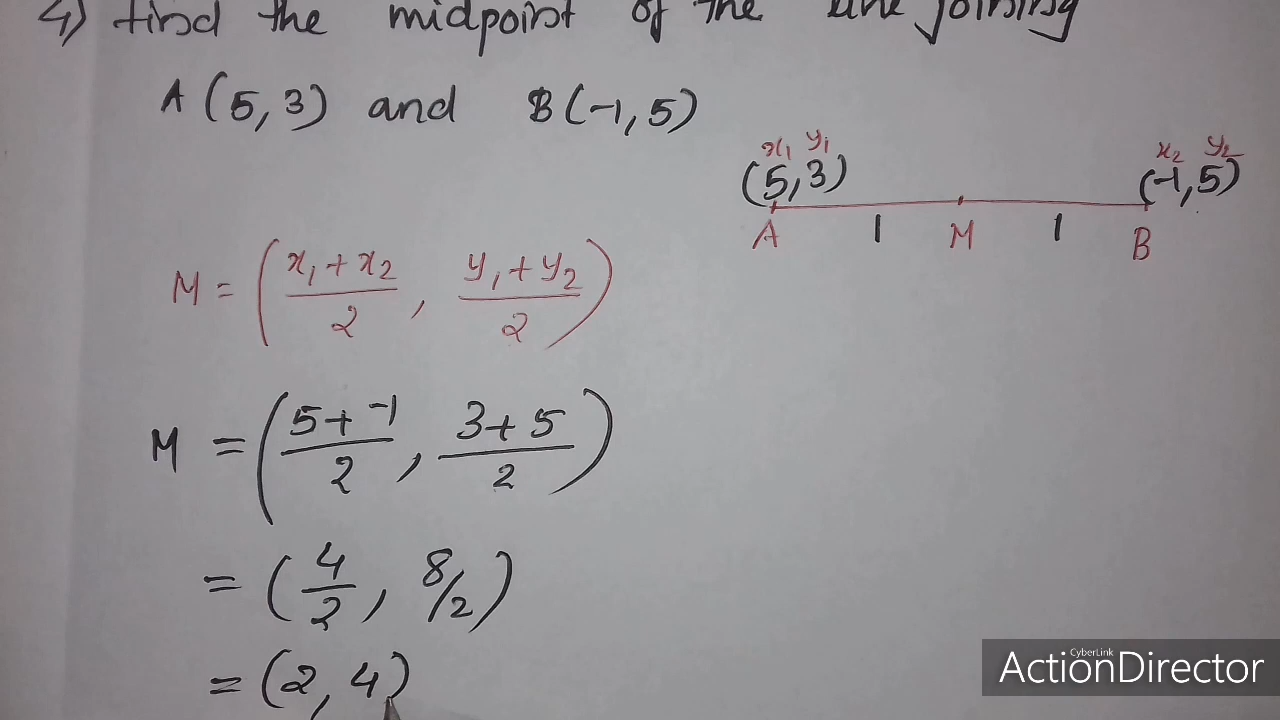 4) find the midpoint of the line joining
A (5, 3) and B (-1, 5)
x₁ y₁ x₂ y₂
(5, 3) (-1, 5)
A 1 M 1 B
M = ( x₁ + x₂ / 2 , y₁ + y₂ / 2 )
M = ( 5 + -1 / 2 , 3 + 5 / 2 )
= ( 4 / 2 , 8/2 )
= (2, 4)
CyberLink
ActionDirector